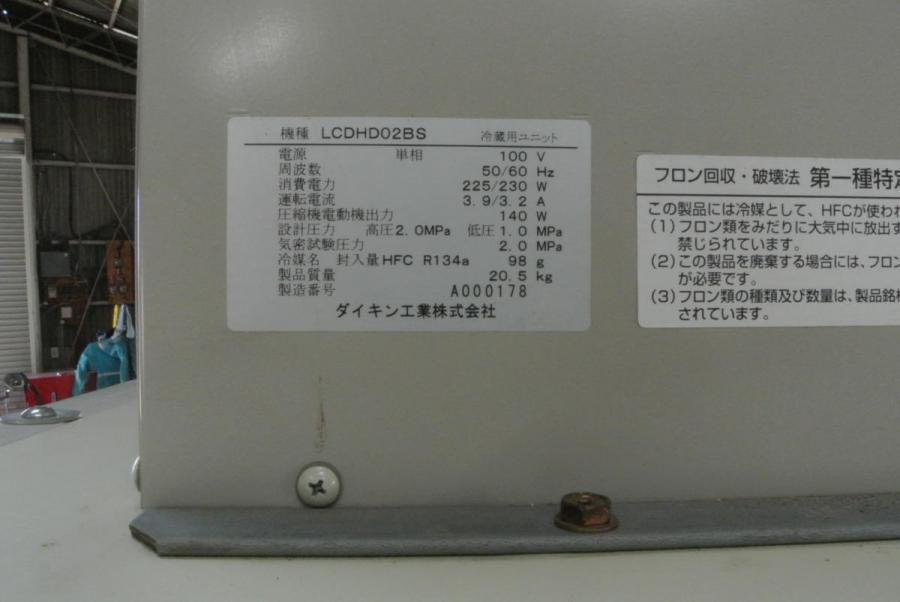 機種 LCDHD02BS 冷蔵用ユニット
電源 単相 100 V
周波数 50/60 Hz
消費電力 225/230 W
運転電流 3.9/3.2 A
圧縮機電動機出力 140 W
設計圧力 高圧2.0MPa 低圧1.0 MPa
気密試験圧力 2.0 MPa
冷媒名 封入量HFC R134a 98 g
製品質量 20.5 kg
製造番号 A000178
ダイキン工業株式会社
フロン回収・破壊法 第一種特定
この製品には冷媒として、HFCが使われ
(1)フロン類をみだりに大気中に放出す
禁じられています。
(2)この製品を廃棄する場合には、フロン
が必要です。
(3)フロン類の種類及び数量は、製品銘板
されています。